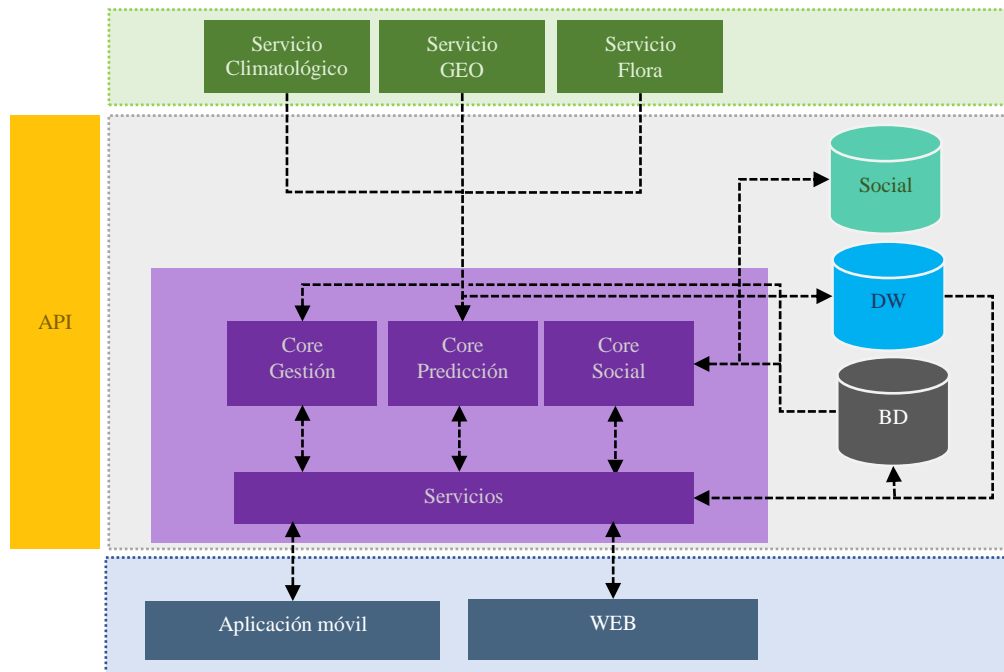 Servicio
Climatológico
Servicio
GEO
Servicio
Flora
Social
API
DW
Core
Gestión
Core
Predicción
Core
Social
BD
Servicios
Aplicación móvil
WEB